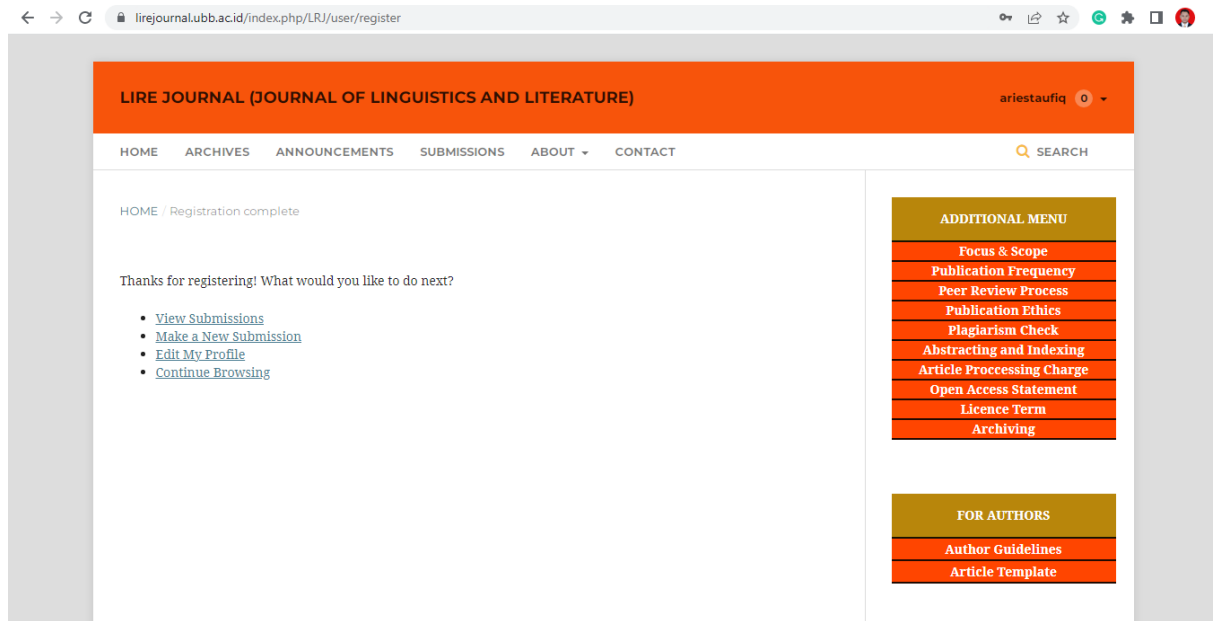 lirejournal.ubb.ac.id/index.php/LRJ/user/register
LIRE JOURNAL (JOURNAL OF LINGUISTICS AND LITERATURE)
ariestaufiq 0
HOME ARCHIVES ANNOUNCEMENTS SUBMISSIONS ABOUT CONTACT
SEARCH
HOME / Registration complete
Thanks for registering! What would you like to do next?
View Submissions
Make a New Submission
Edit My Profile
Continue Browsing
ADDITIONAL MENU
Focus & Scope
Publication Frequency
Peer Review Process
Publication Ethics
Plagiarism Check
Abstracting and Indexing
Article Proccessing Charge
Open Access Statement
Licence Term
Archiving
FOR AUTHORS
Author Guidelines
Article Template